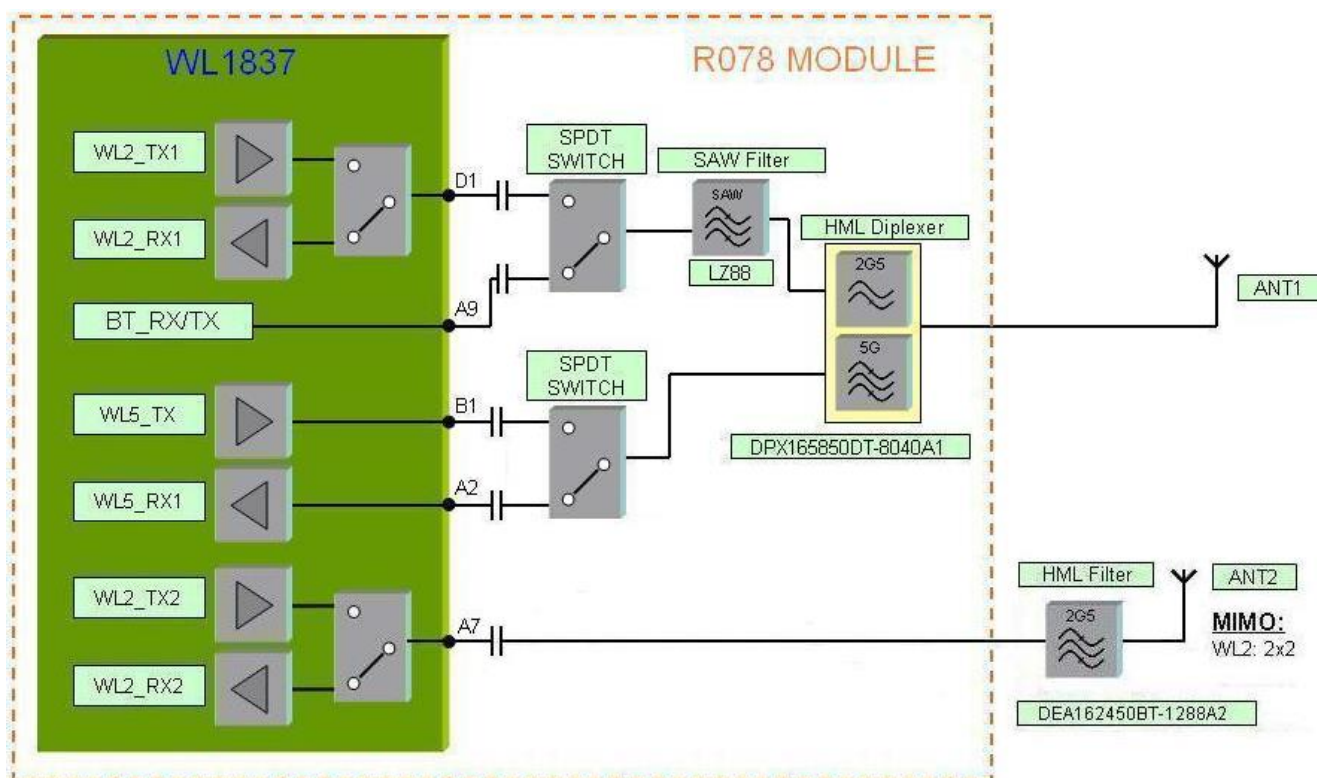 WL1837
R078 MODULE
WL2_TX1
WL2_RX1
BT_RX/TX
D1
A9
SPDT
SWITCH
SAW Filter
SAW
LZ88
HML Diplexer
2G5
5G
DPX165850DT-8040A1
ANT1
WL5_TX
WL5_RX1
B1
A2
SPDT
SWITCH
WL2_TX2
WL2_RX2
A7
HML Filter
2G5
DEA162450BT-1288A2
ANT2
MIMO:
WL2: 2x2